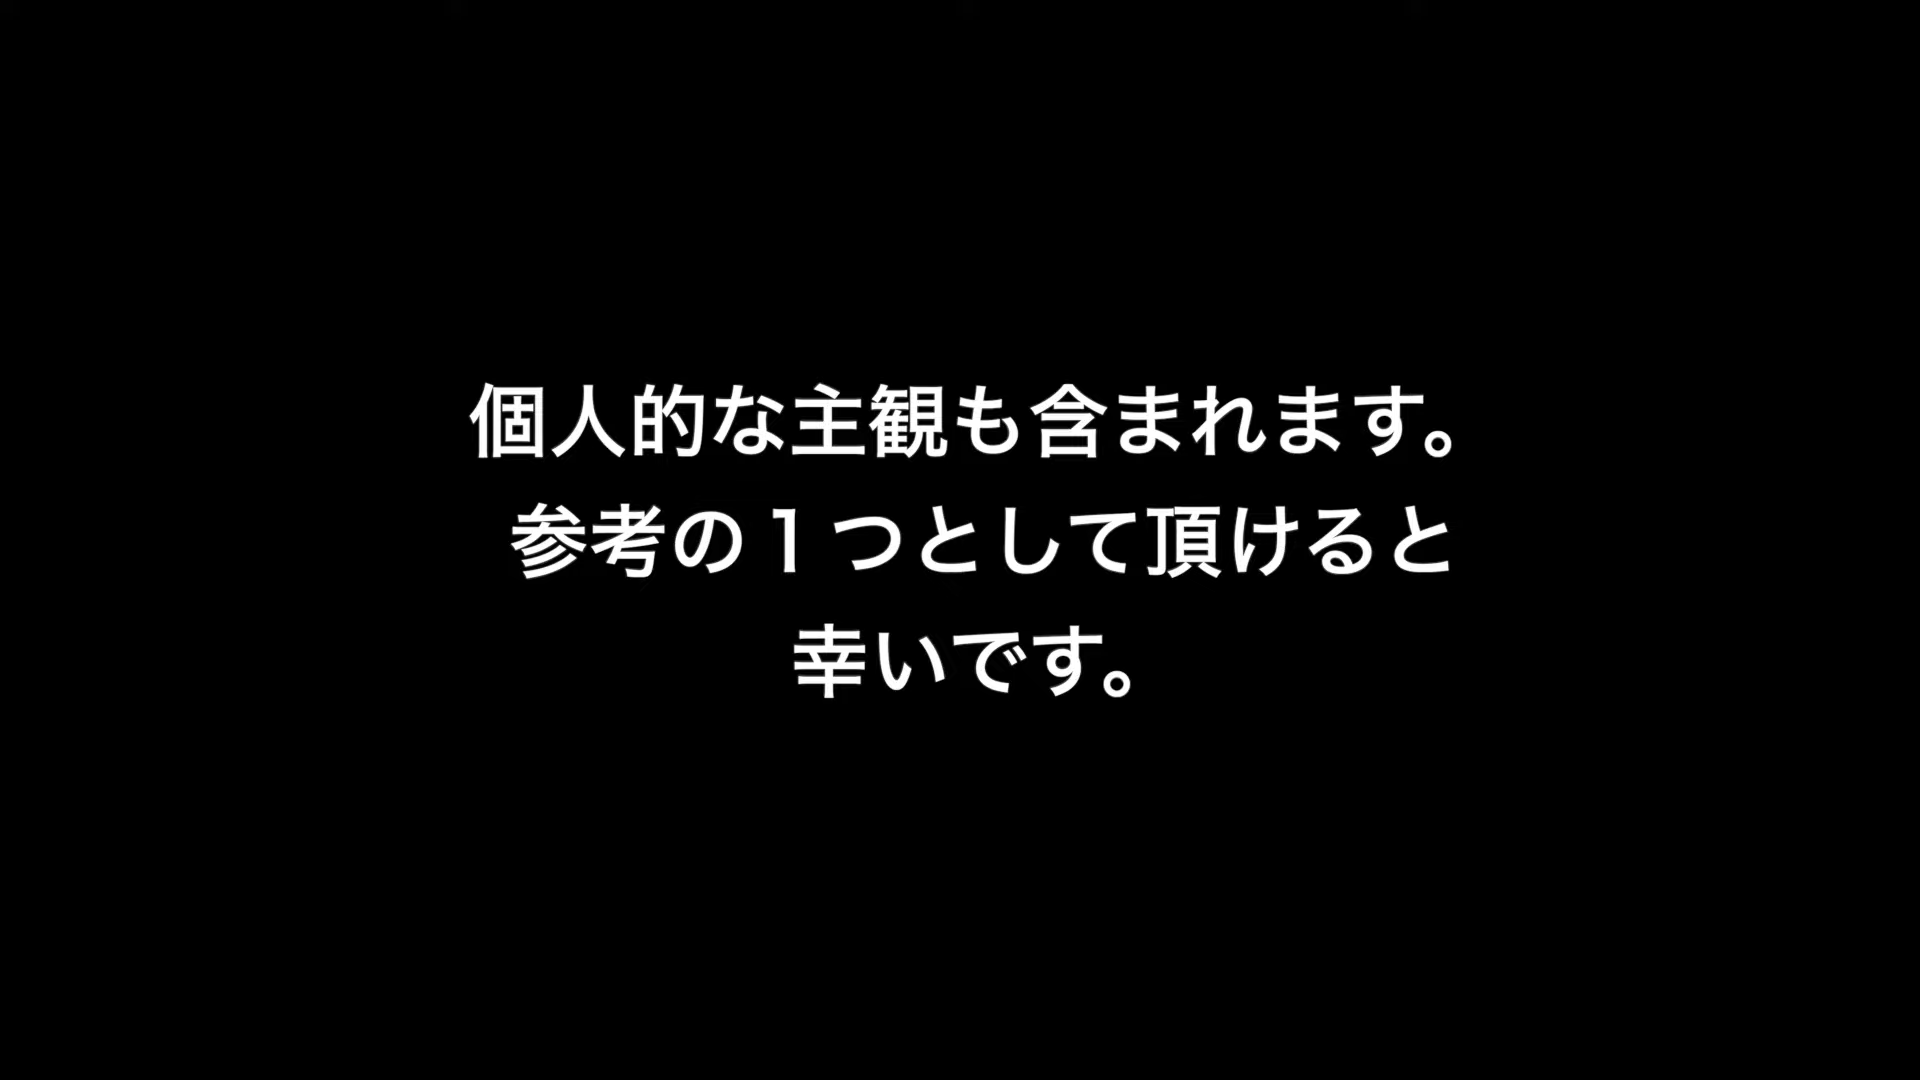 個人的な主観も含まれます。
参考の１つとして頂けると
幸いです。